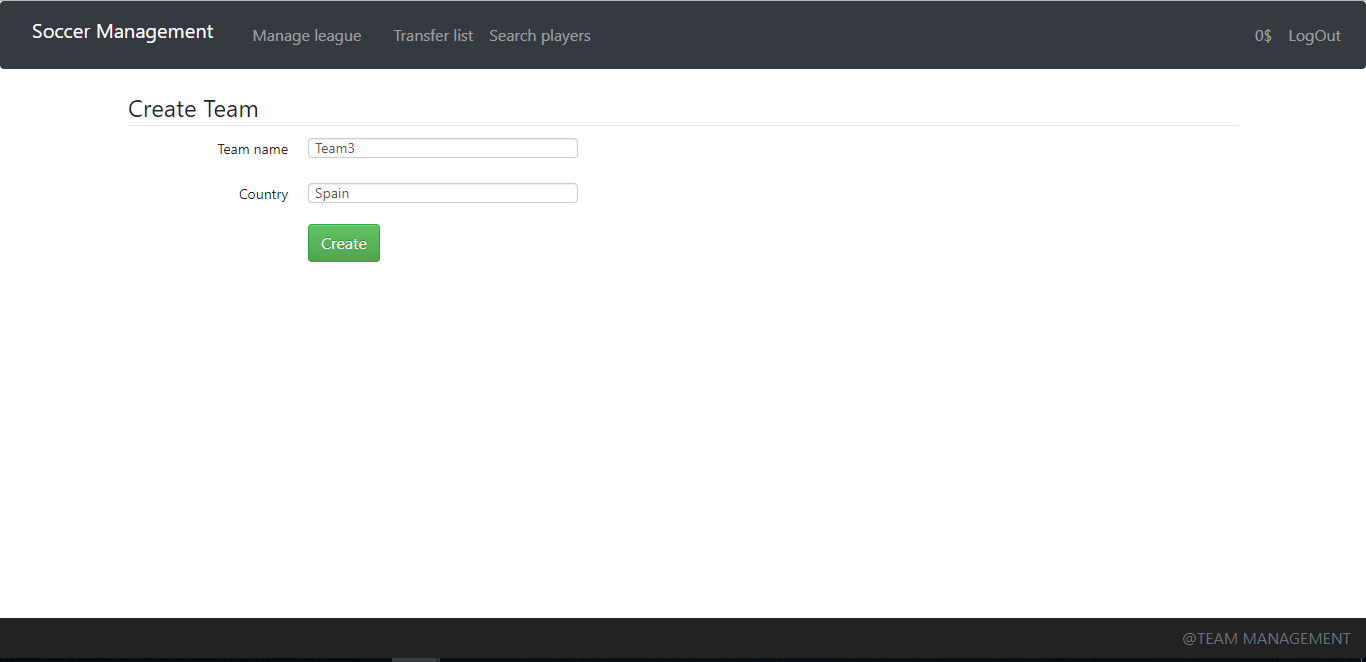 Soccer Management Manage league Transfer list Search players 0$ LogOut
Create Team
Team name Team3
Country Spain
Create
@TEAM MANAGEMENT